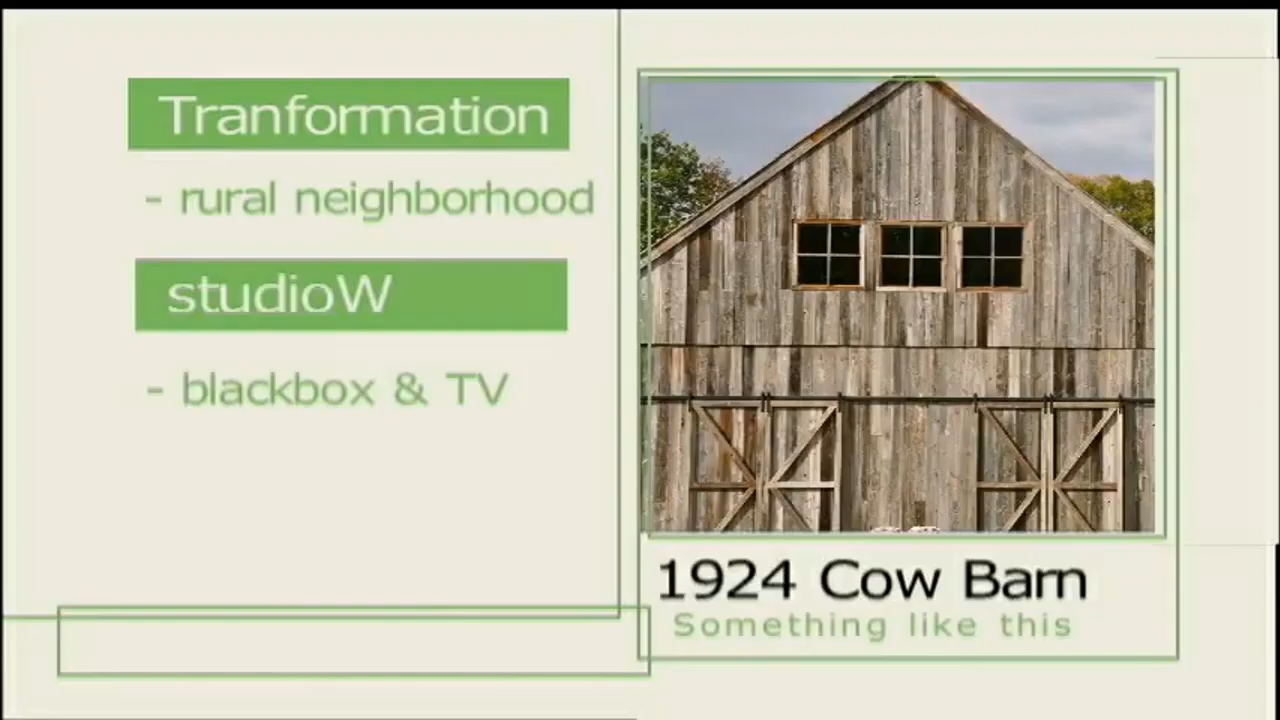 Tranformation
- rural neighborhood
studioW
- blackbox & TV
1924 Cow Barn
Something like this